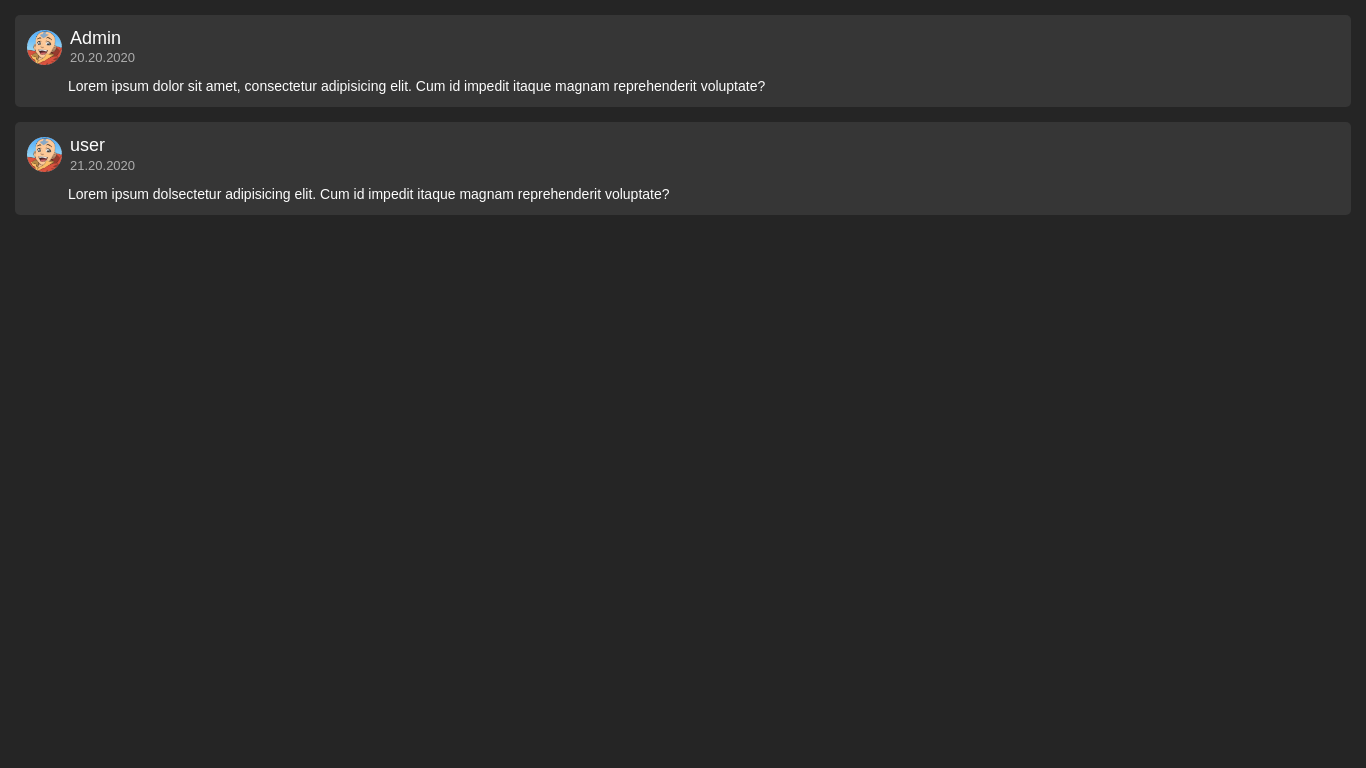 Admin
20.20.2020
Lorem ipsum dolor sit amet, consectetur adipisicing elit. Cum id impedit itaque magnam reprehenderit voluptate?
user
21.20.2020
Lorem ipsum dolsectetur adipisicing elit. Cum id impedit itaque magnam reprehenderit voluptate?